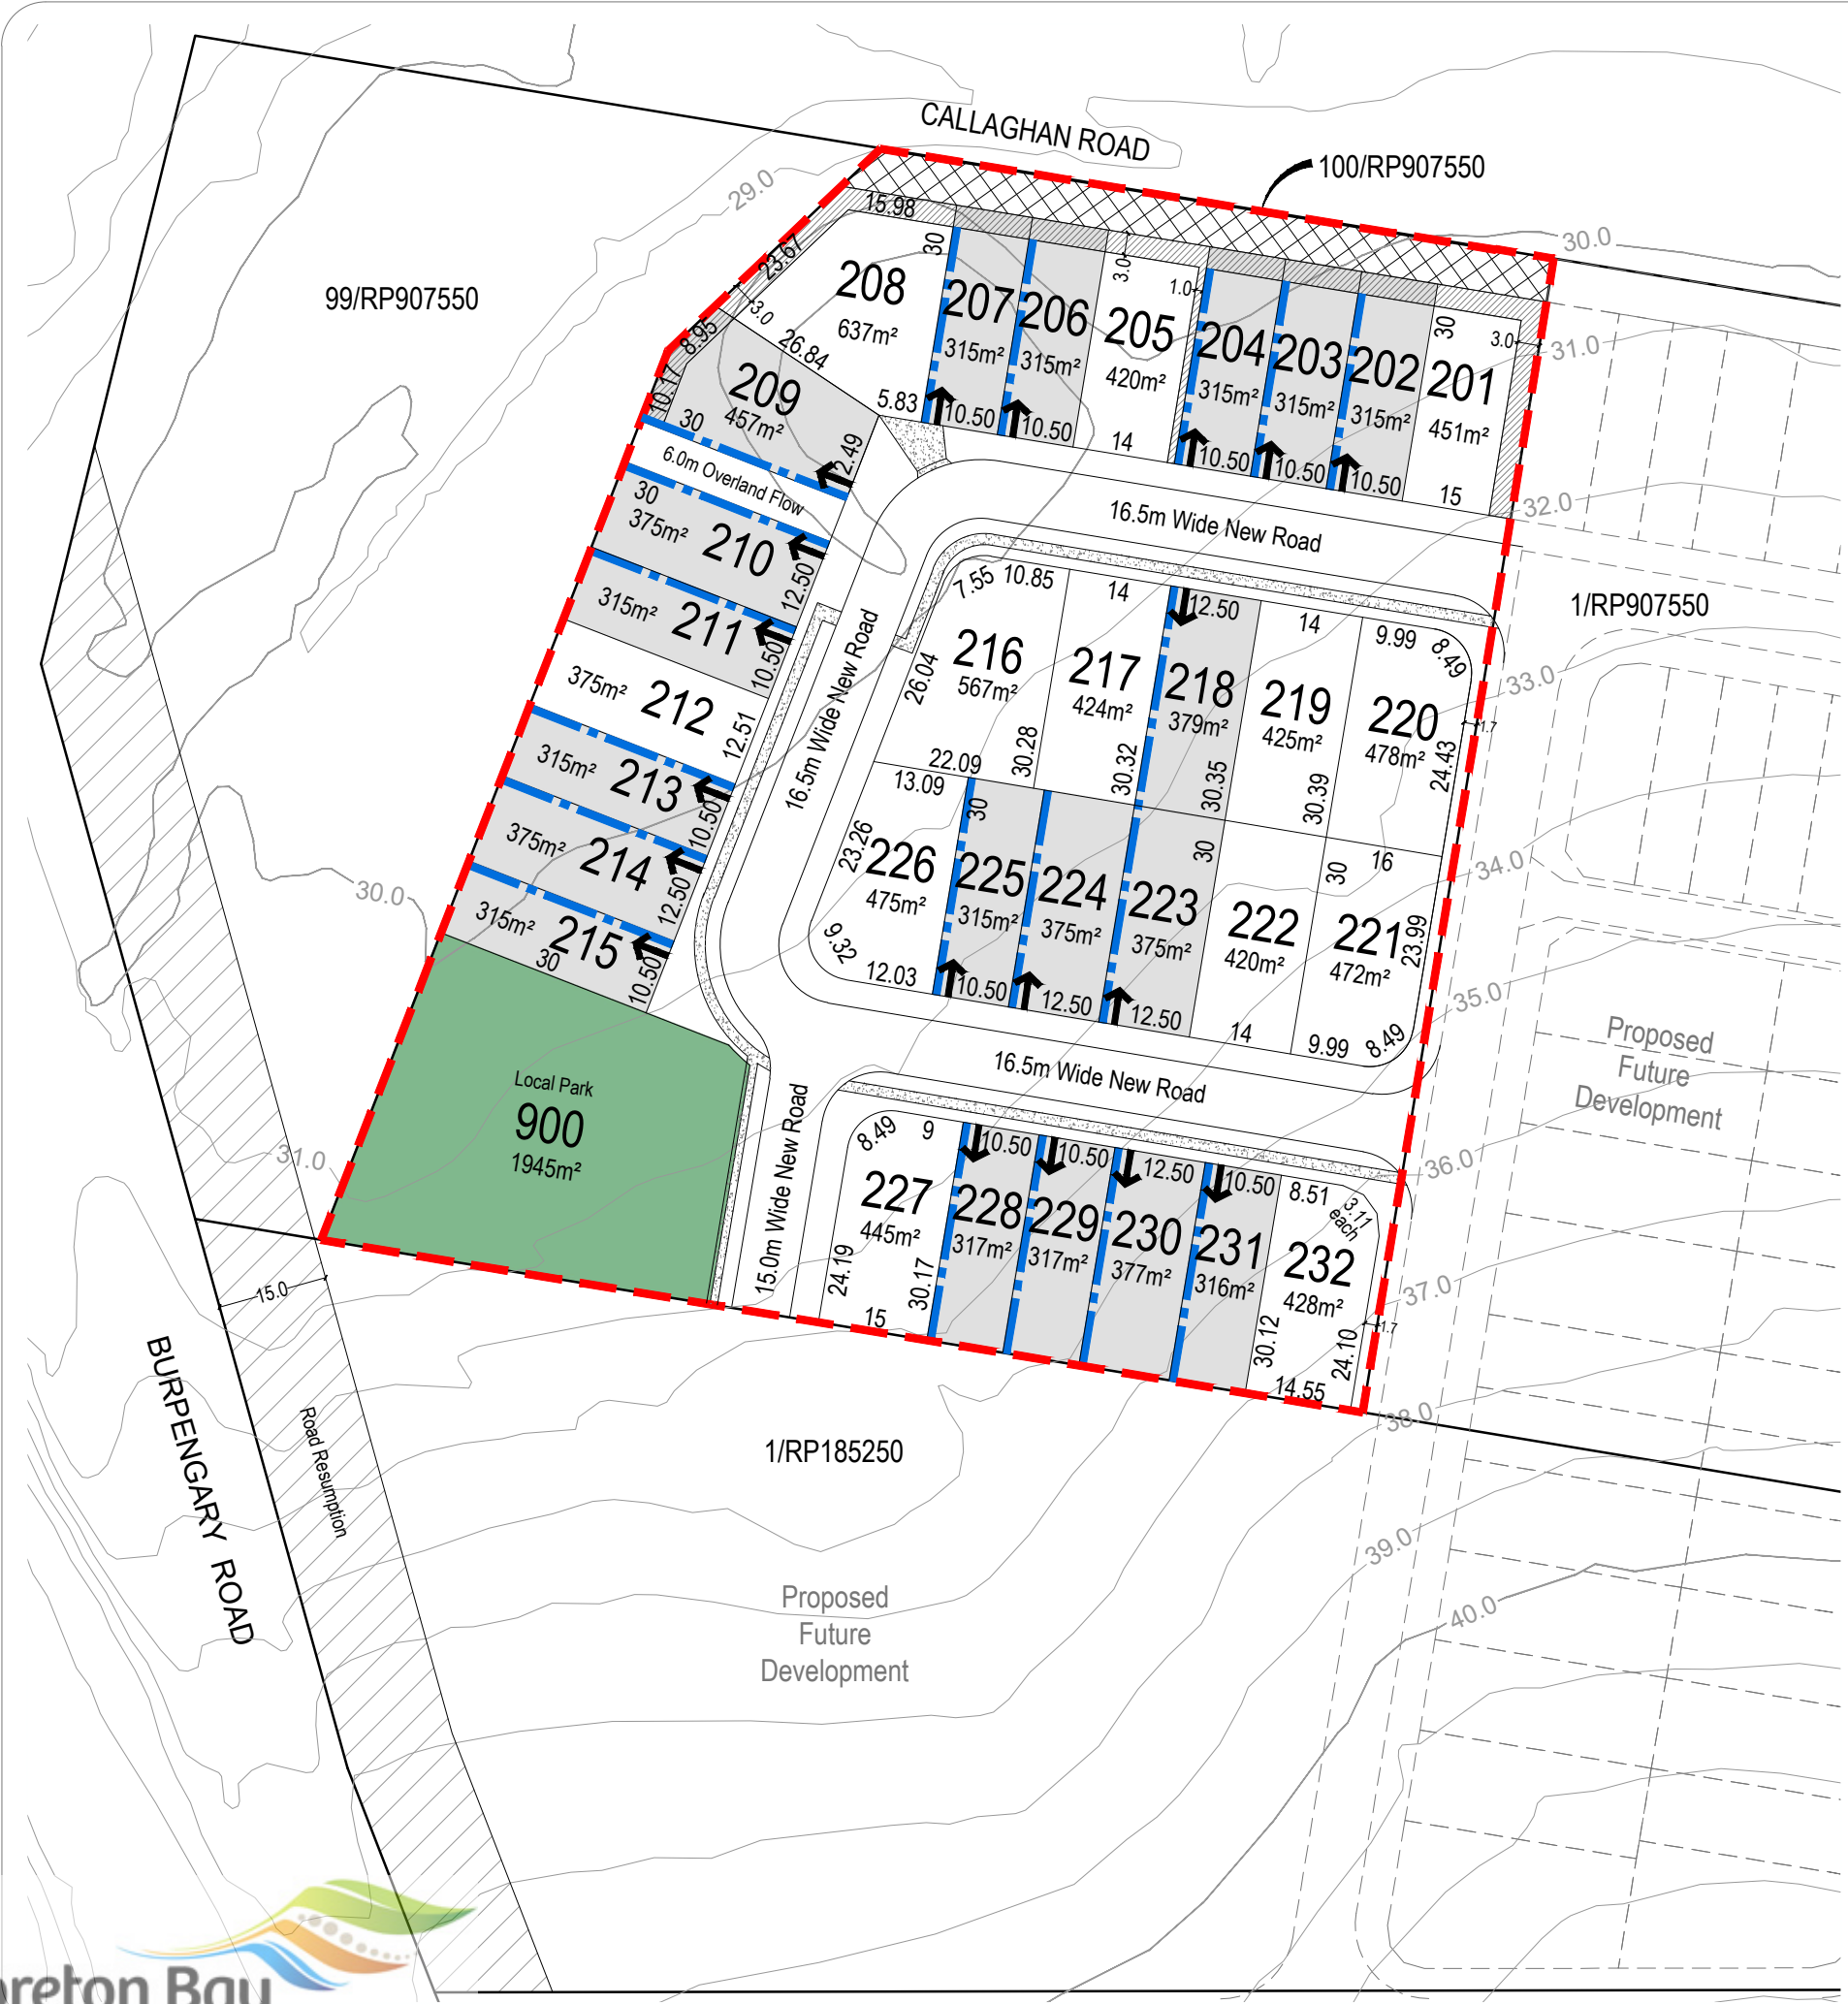 CALLAGHAN ROAD
100/RP907550
99/RP907550
29.0
30.0
31.0
32.0
33.0
34.0
35.0
36.0
37.0
38.0
39.0
40.0
15.98
23.67
8.95
10.17
3.0
26.84
30
208
637m²
5.83
207
315m²
10.50
206
315m²
10.50
3.0
205
420m²
14
1.0
204
315m²
10.50
203
315m²
10.50
202
315m²
10.50
30
201
451m²
15
3.0
209
457m²
30
12.49
6.0m Overland Flow
30
375m² 210
12.50
315m² 211
10.50
375m² 212
12.51
315m² 213
10.50
375m² 214
12.50
315m² 215
30
10.50
16.5m Wide New Road
16.5m Wide New Road
1/RP907550
7.55
10.85
216
567m²
26.04
22.09
30.28
14
217
424m²
30.32
12.50
218
379m²
30.35
14
219
425m²
30.39
9.99
8.49
220
478m²
24.43
1.7
13.09
23.26
226
475m²
9.32
12.03
30
225
315m²
10.50
224
375m²
12.50
223
375m²
12.50
30
222
420m²
14
30
16
221
472m²
23.99
9.99
8.49
16.5m Wide New Road
Proposed
Future
Development
30.0
31.0
Local Park
900
1945m²
15.0m Wide New Road
8.49
9
227
445m²
24.19
30.17
15
10.50
228
317m²
10.50
229
317m²
12.50
230
377m²
10.50
231
316m²
30.12
8.51
3.11
each
232
428m²
24.10
14.55
1.7
15.0
BURPENGARY ROAD
Road Resumption
1/RP185250
Proposed
Future
Development
reton Bay